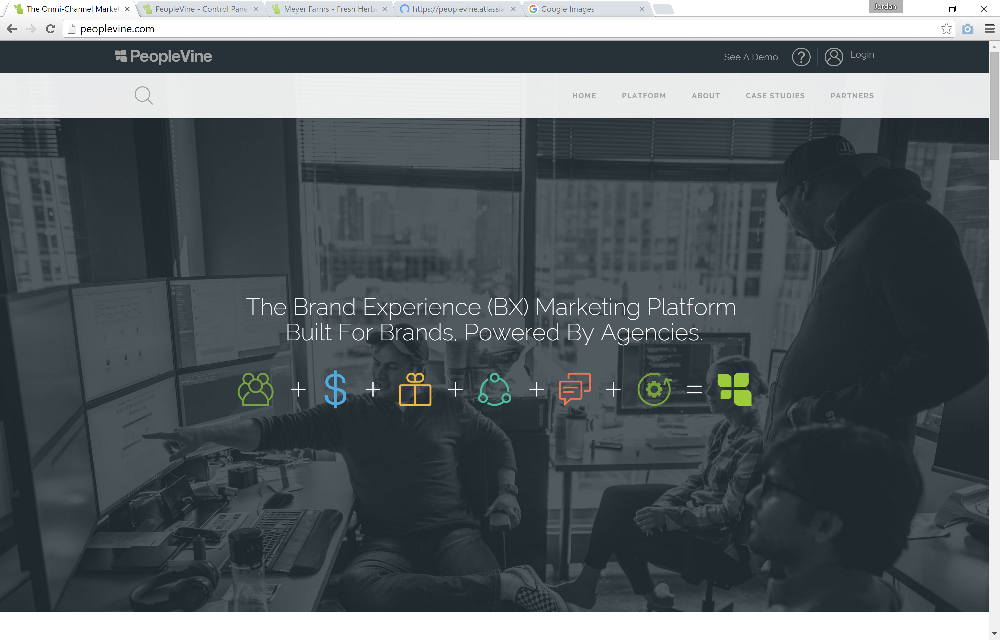 The Omni-Channel Market
PeopleVine - Control Pane
Meyer Farms - Fresh Herbs
https://peoplevine.atlassia
Google Images
Jordan
peoplevine.com
PeopleVine
See A Demo
?
Login
HOME
PLATFORM
ABOUT
CASE STUDIES
PARTNERS
The Brand Experience (BX) Marketing Platform
Built For Brands, Powered By Agencies.
+ $ + + + + =